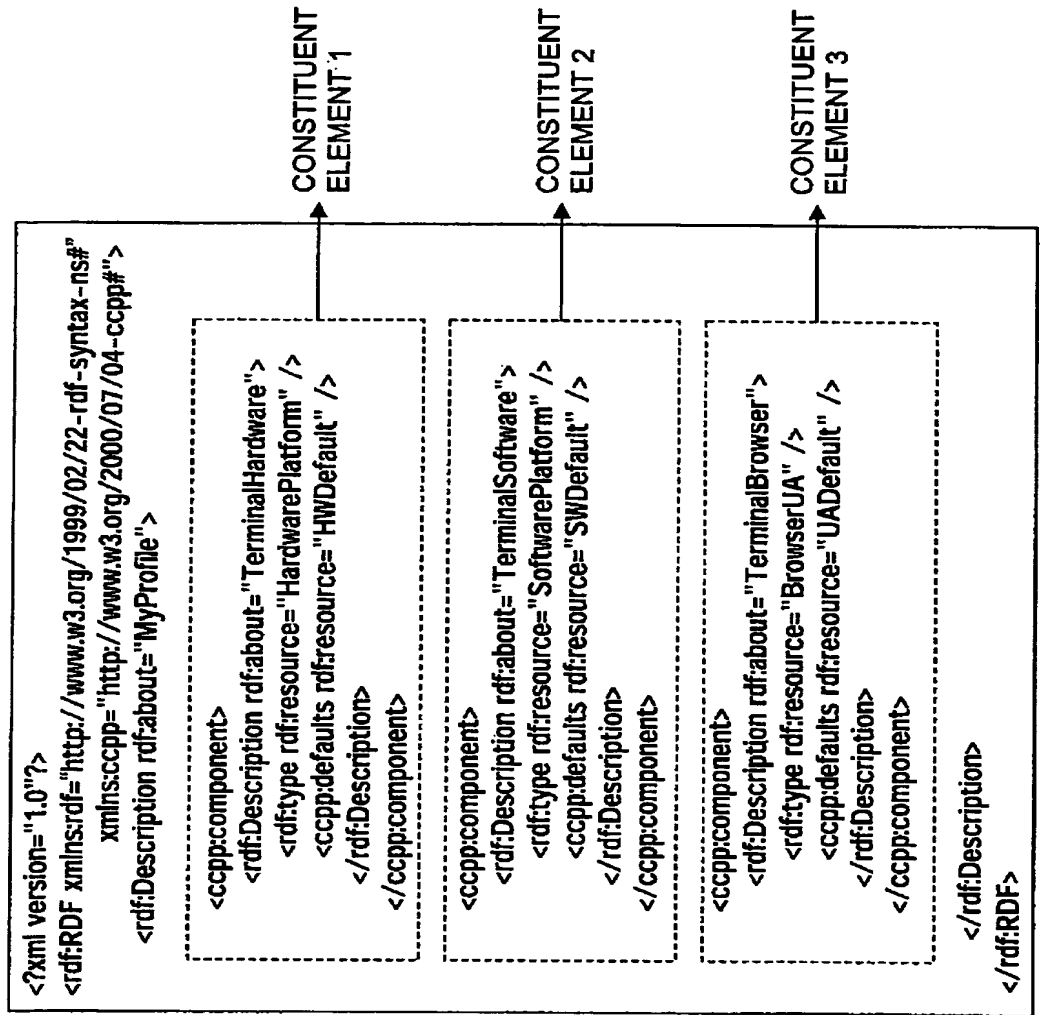 <?xml version="1.0"?>
<rdf:RDF xmlns:rdf="http://www.w3.org/1999/02/22-rdf-syntax-ns#"
xmlns:ccpp="http://www.w3.org/2000/07/04-ccpp#">
<rdf:Description rdf:about="MyProfile">
<ccpp:component>
<rdf:Description rdf:about="TerminalHardware">
<rdf:type rdf:resource="HardwarePlatform" />
<ccpp:defaults rdf:resource="HWDefault" />
</rdf:Description>
</ccpp:component>
CONSTITUENT
ELEMENT 1
<ccpp:component>
<rdf:Description rdf:about="TerminalSoftware">
<rdf:type rdf:resource="SoftwarePlatform" />
<ccpp:defaults rdf:resource="SWDefault" />
</rdf:Description>
</ccpp:component>
CONSTITUENT
ELEMENT 2
<ccpp:component>
<rdf:Description rdf:about="TerminalBrowser">
<rdf:type rdf:resource="BrowserUA" />
<ccpp:defaults rdf:resource="UADefault" />
</rdf:Description>
</ccpp:component>
CONSTITUENT
ELEMENT 3
</rdf:Description>
</rdf:RDF>